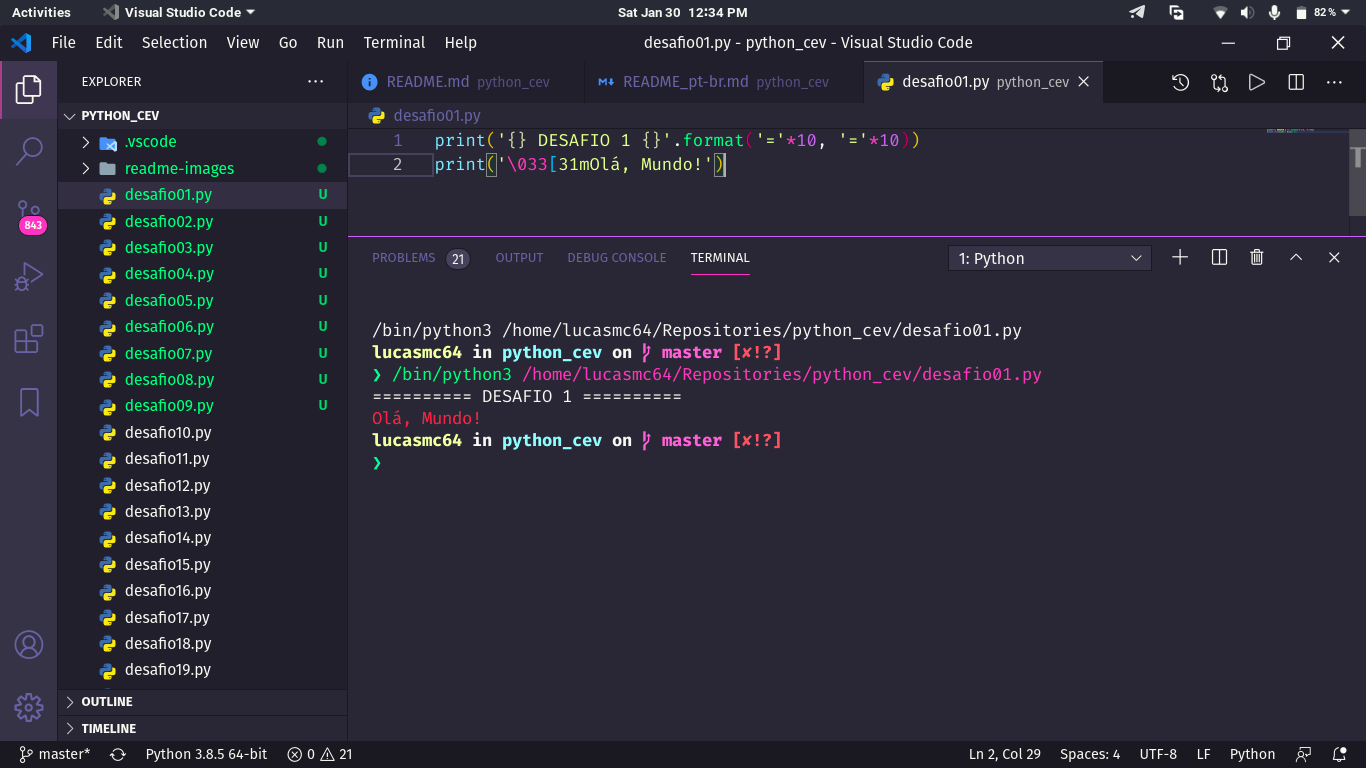 Activities Visual Studio Code Sat Jan 30 12:34 PM 82 %
File Edit Selection View Go Run Terminal Help desafio01.py - python_cev - Visual Studio Code
EXPLORER
README.md python_cev README_pt-br.md python_cev desafio01.py python_cev
PYTHON_CEV
.vscode
readme-images
desafio01.py U
desafio02.py U
desafio03.py U
desafio04.py U
desafio05.py U
desafio06.py U
desafio07.py U
desafio08.py U
desafio09.py U
desafio10.py
desafio11.py
desafio12.py
desafio13.py
desafio14.py
desafio15.py
desafio16.py
desafio17.py
desafio18.py
desafio19.py
OUTLINE
TIMELINE
843
desafio01.py
1 print('{} DESAFIO 1 {}'.format('='*10, '='*10))
2 print('\033[31mOlá, Mundo!')
PROBLEMS 21 OUTPUT DEBUG CONSOLE TERMINAL 1: Python
/bin/python3 /home/lucasmc64/Repositories/python_cev/desafio01.py
lucasmc64 in python_cev on master [✘!?]
❯ /bin/python3 /home/lucasmc64/Repositories/python_cev/desafio01.py
========== DESAFIO 1 ==========
Olá, Mundo!
lucasmc64 in python_cev on master [✘!?]
❯
master* Python 3.8.5 64-bit 0 21 Ln 2, Col 29 Spaces: 4 UTF-8 LF Python